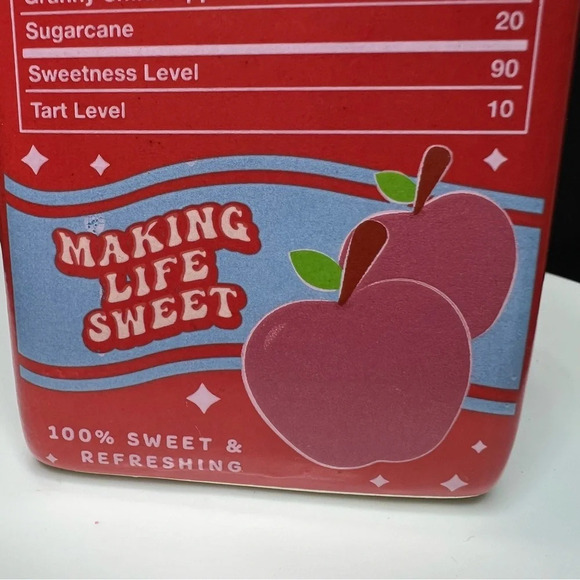 Sugarcane 20
Sweetness Level 90
Tart Level 10
MAKING
LIFE
SWEET
100% SWEET &
REFRESHING